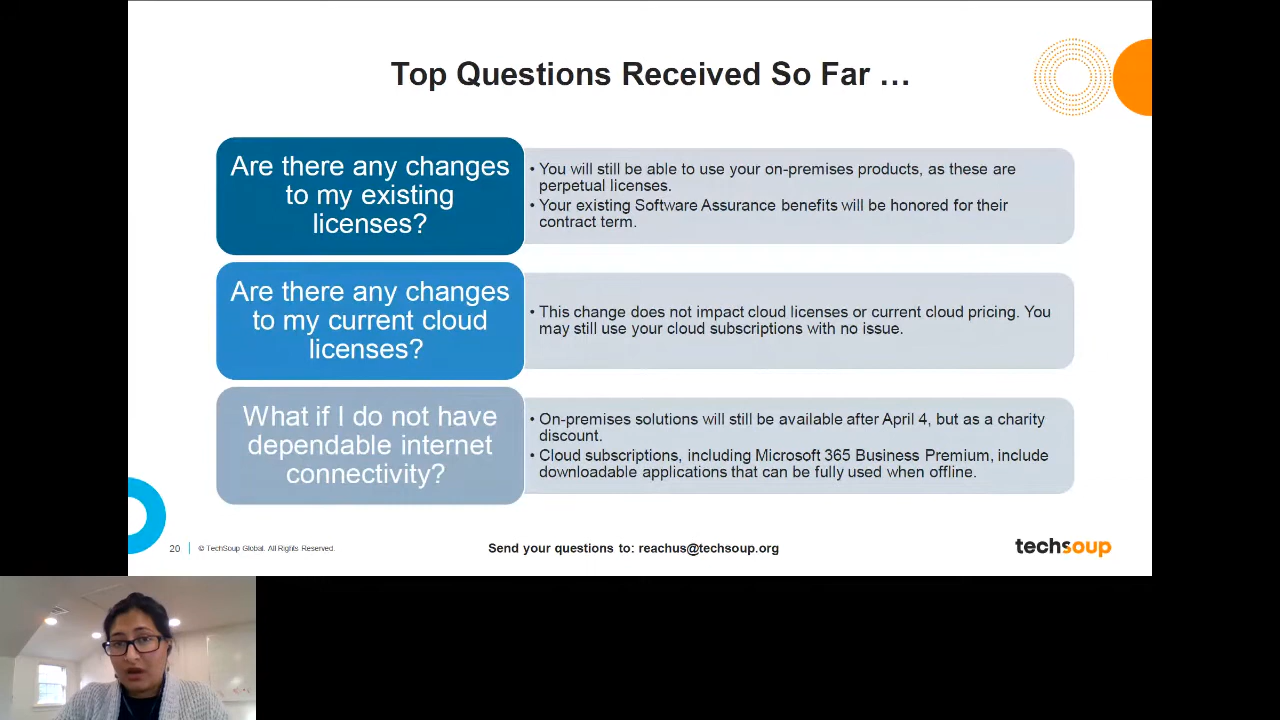 Top Questions Received So Far …
Are there any changes
to my existing
licenses?
• You will still be able to use your on-premises products, as these are
perpetual licenses.
• Your existing Software Assurance benefits will be honored for their
contract term.
Are there any changes
to my current cloud
licenses?
• This change does not impact cloud licenses or current cloud pricing. You
may still use your cloud subscriptions with no issue.
What if I do not have
dependable internet
connectivity?
• On-premises solutions will still be available after April 4, but as a charity
discount.
• Cloud subscriptions, including Microsoft 365 Business Premium, include
downloadable applications that can be fully used when offline.
20 | © TechSoup Global. All Rights Reserved.
Send your questions to: reachus@techsoup.org
techsoup